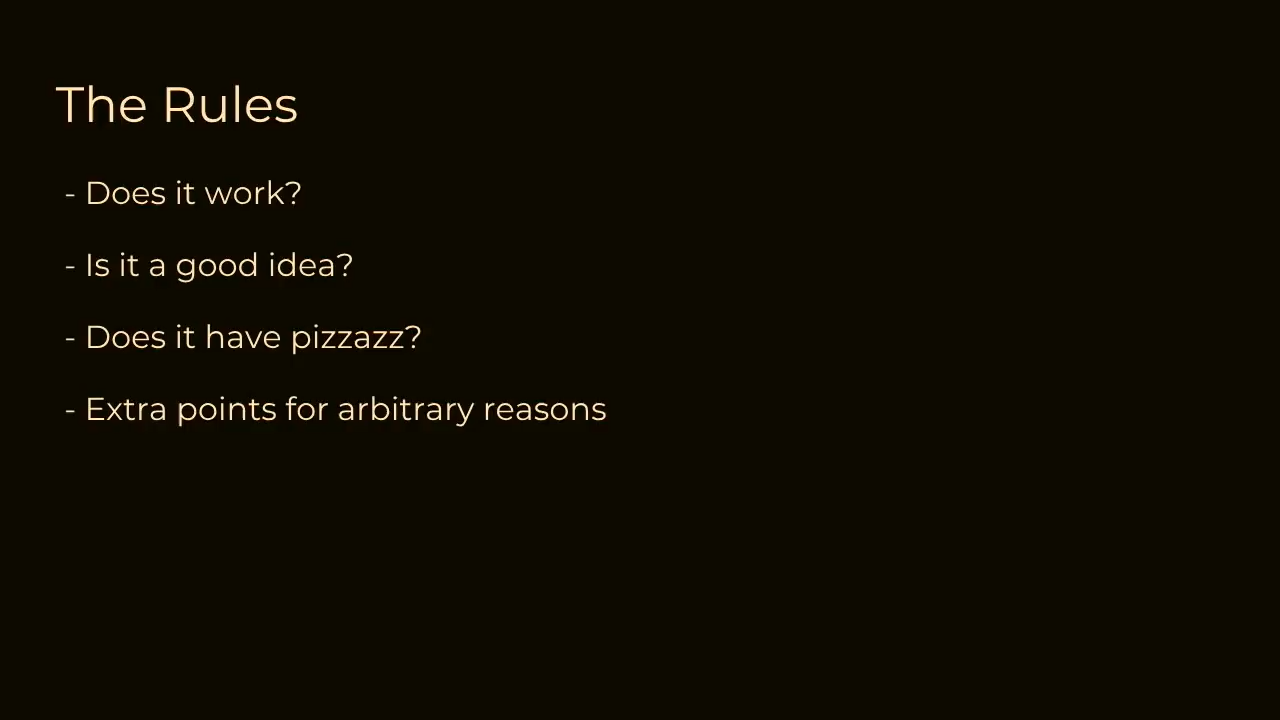 The Rules
- Does it work?
- Is it a good idea?
- Does it have pizzazz?
- Extra points for arbitrary reasons